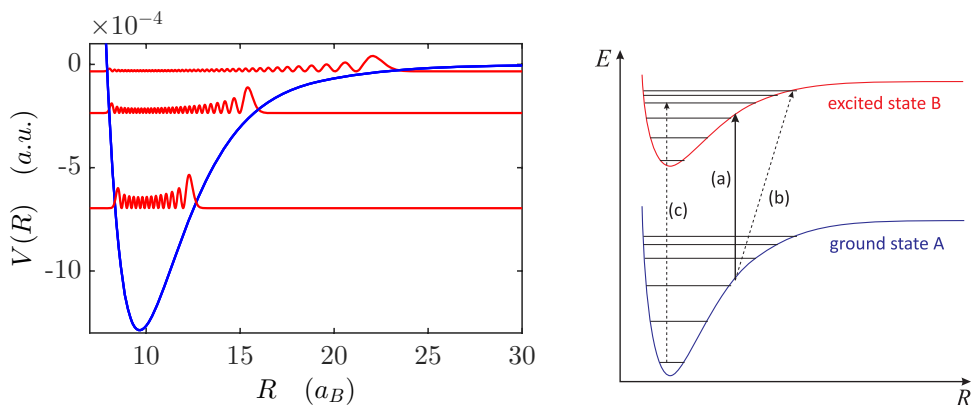 ×10⁻⁴
0
-5
-10
V(R) (a.u.)
10 15 20 25 30
R (a_B)
E
excited state B
(a)
(b)
(c)
ground state A
R